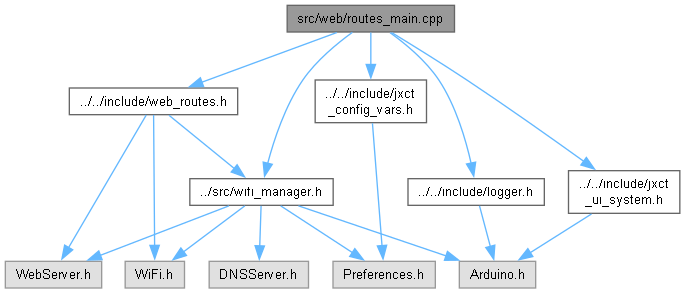 src/web/routes_main.cpp
../../include/web_routes.h
../../include/jxct
_config_vars.h
../src/wifi_manager.h
../../include/logger.h
../../include/jxct
_ui_system.h
WebServer.h
WiFi.h
DNSServer.h
Preferences.h
Arduino.h